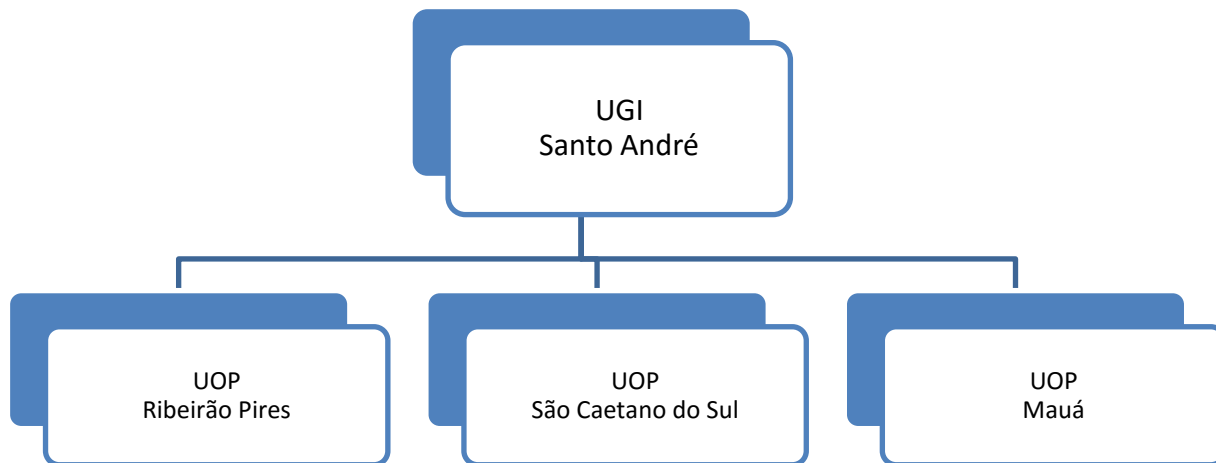 UGI
Santo André
UOP
Ribeirão Pires
UOP
São Caetano do Sul
UOP
Mauá